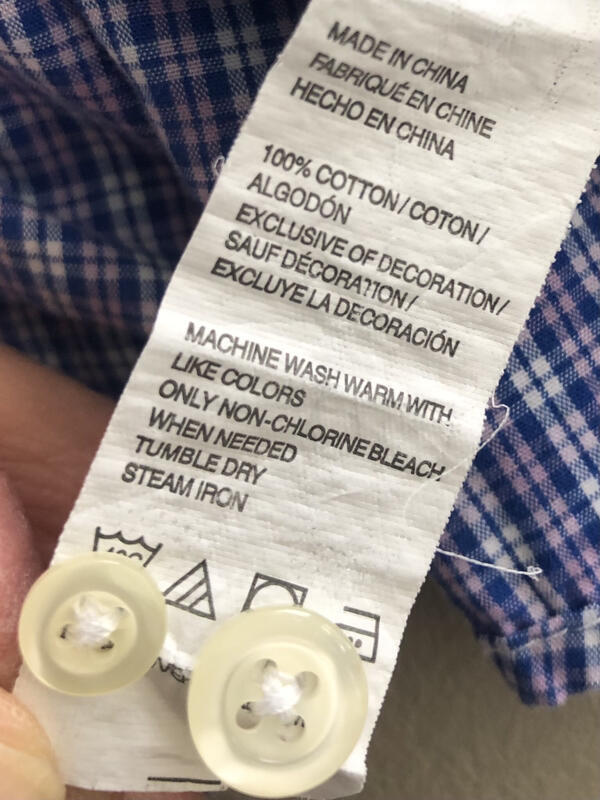 MADE IN CHINA
FABRIQUÉ EN CHINE
HECHO EN CHINA
100% COTTON / COTON /
ALGODÓN
EXCLUSIVE OF DECORATION /
SAUF DÉCORATION /
EXCLUYE LA DECORACIÓN
MACHINE WASH WARM WITH
LIKE COLORS
ONLY NON-CHLORINE BLEACH
WHEN NEEDED
TUMBLE DRY
STEAM IRON